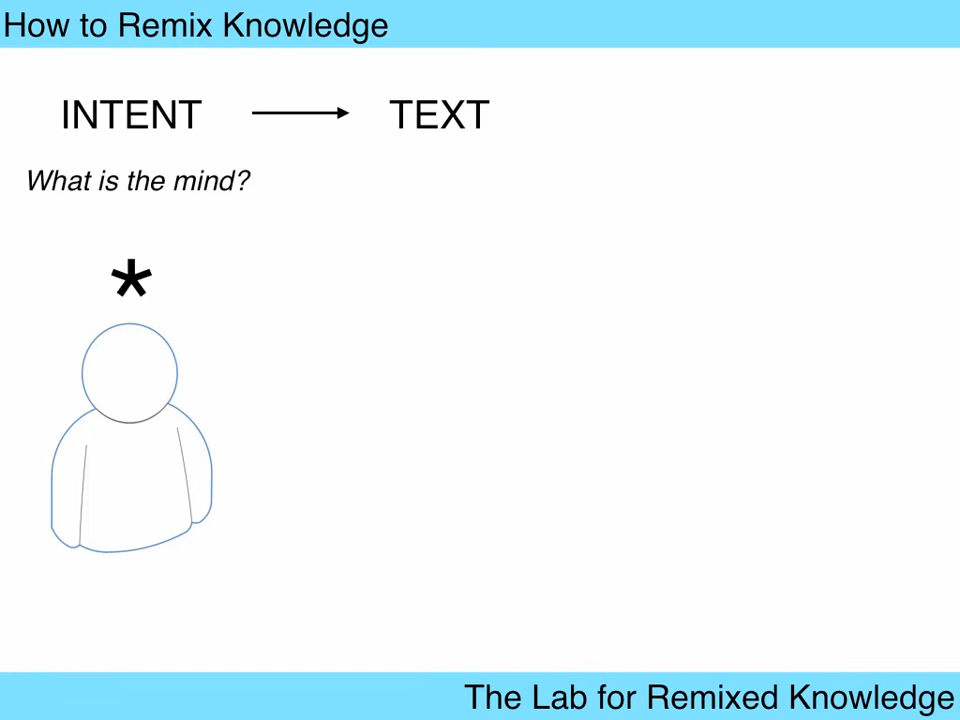 How to Remix Knowledge
INTENT TEXT
What is the mind?
*
The Lab for Remixed Knowledge